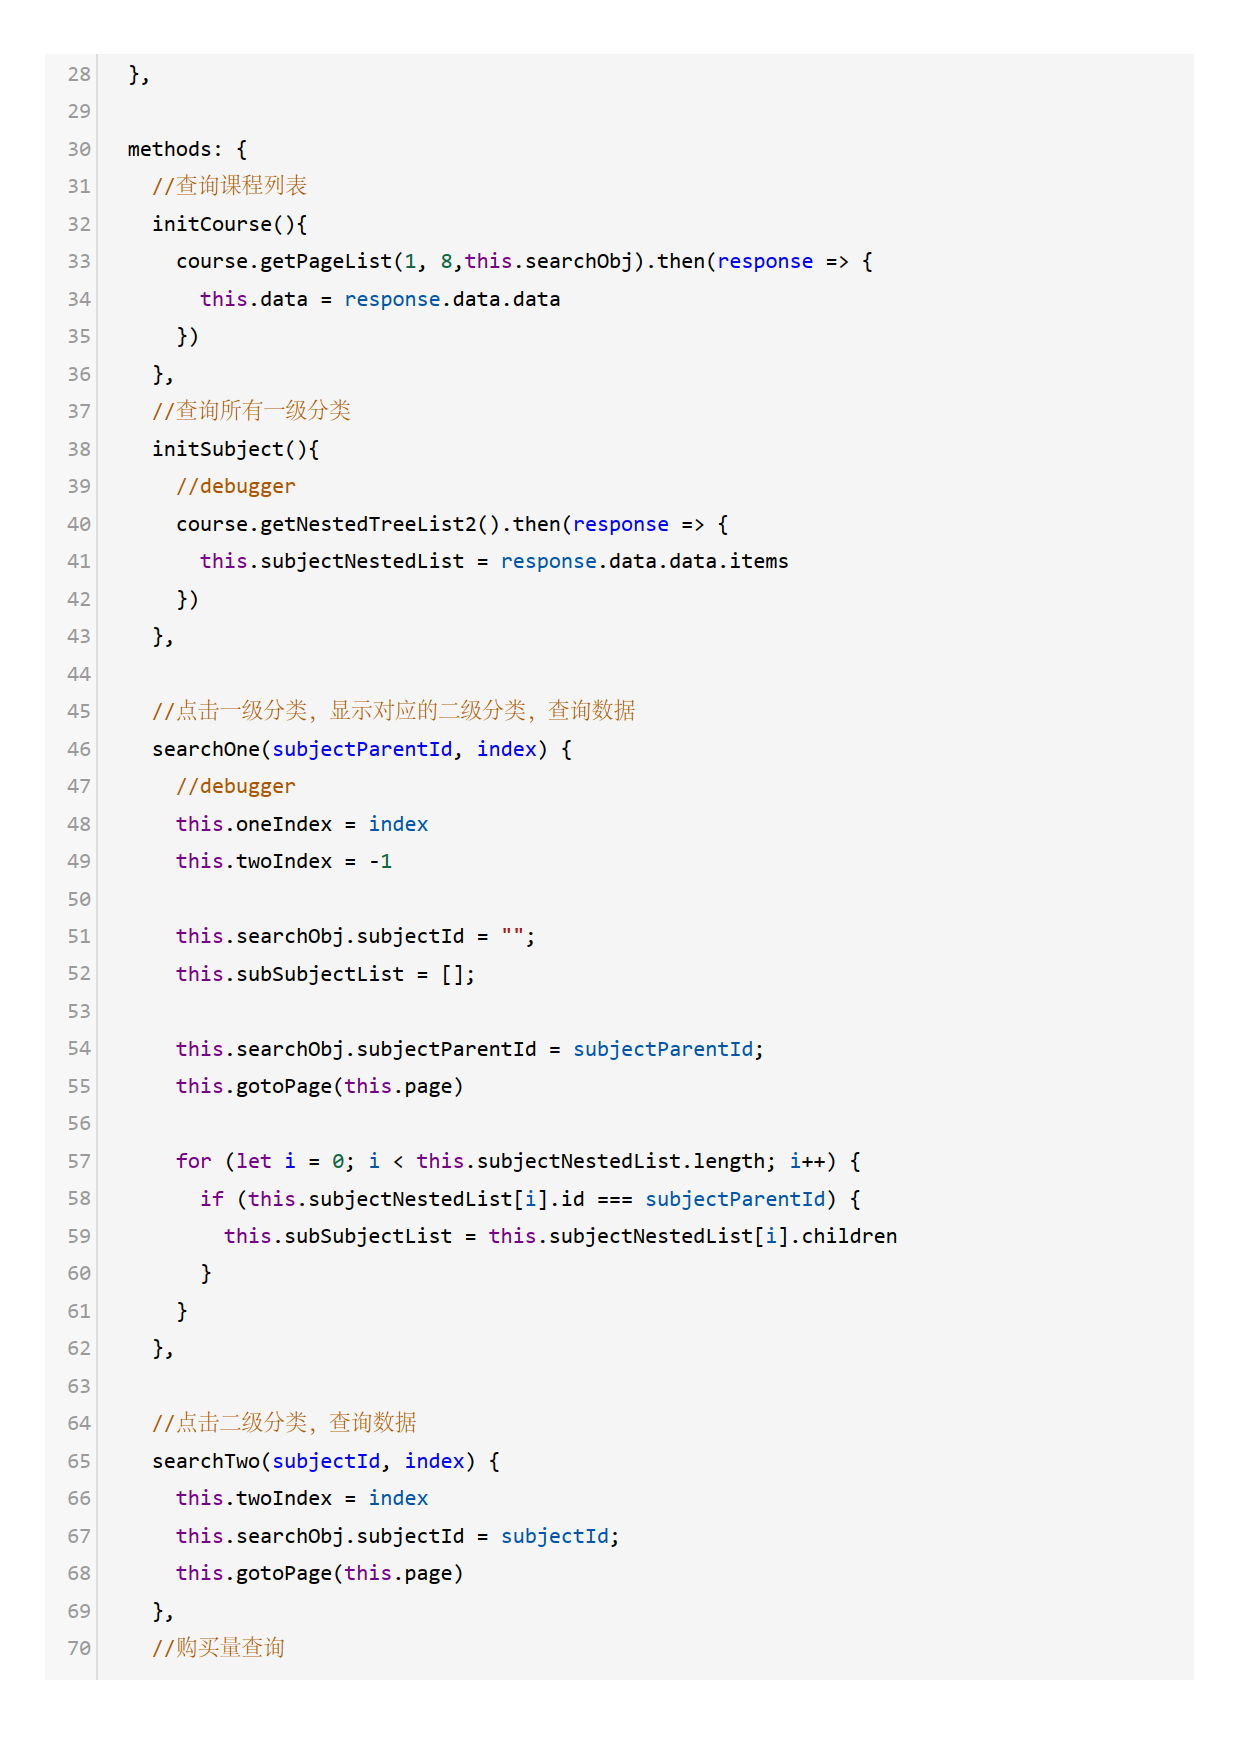 28 },
29
30 methods: {
31 //查询课程列表
32 initCourse(){
33 course.getPageList(1, 8,this.searchObj).then(response => {
34 this.data = response.data.data
35 })
36 },
37 //查询所有一级分类
38 initSubject(){
39 //debugger
40 course.getNestedTreeList2().then(response => {
41 this.subjectNestedList = response.data.data.items
42 })
43 },
44
45 //点击一级分类，显示对应的二级分类，查询数据
46 searchOne(subjectParentId, index) {
47 //debugger
48 this.oneIndex = index
49 this.twoIndex = -1
50
51 this.searchObj.subjectId = "";
52 this.subSubjectList = [];
53
54 this.searchObj.subjectParentId = subjectParentId;
55 this.gotoPage(this.page)
56
57 for (let i = 0; i < this.subjectNestedList.length; i++) {
58 if (this.subjectNestedList[i].id === subjectParentId) {
59 this.subSubjectList = this.subjectNestedList[i].children
60 }
61 }
62 },
63
64 //点击二级分类，查询数据
65 searchTwo(subjectId, index) {
66 this.twoIndex = index
67 this.searchObj.subjectId = subjectId;
68 this.gotoPage(this.page)
69 },
70 //购买量查询